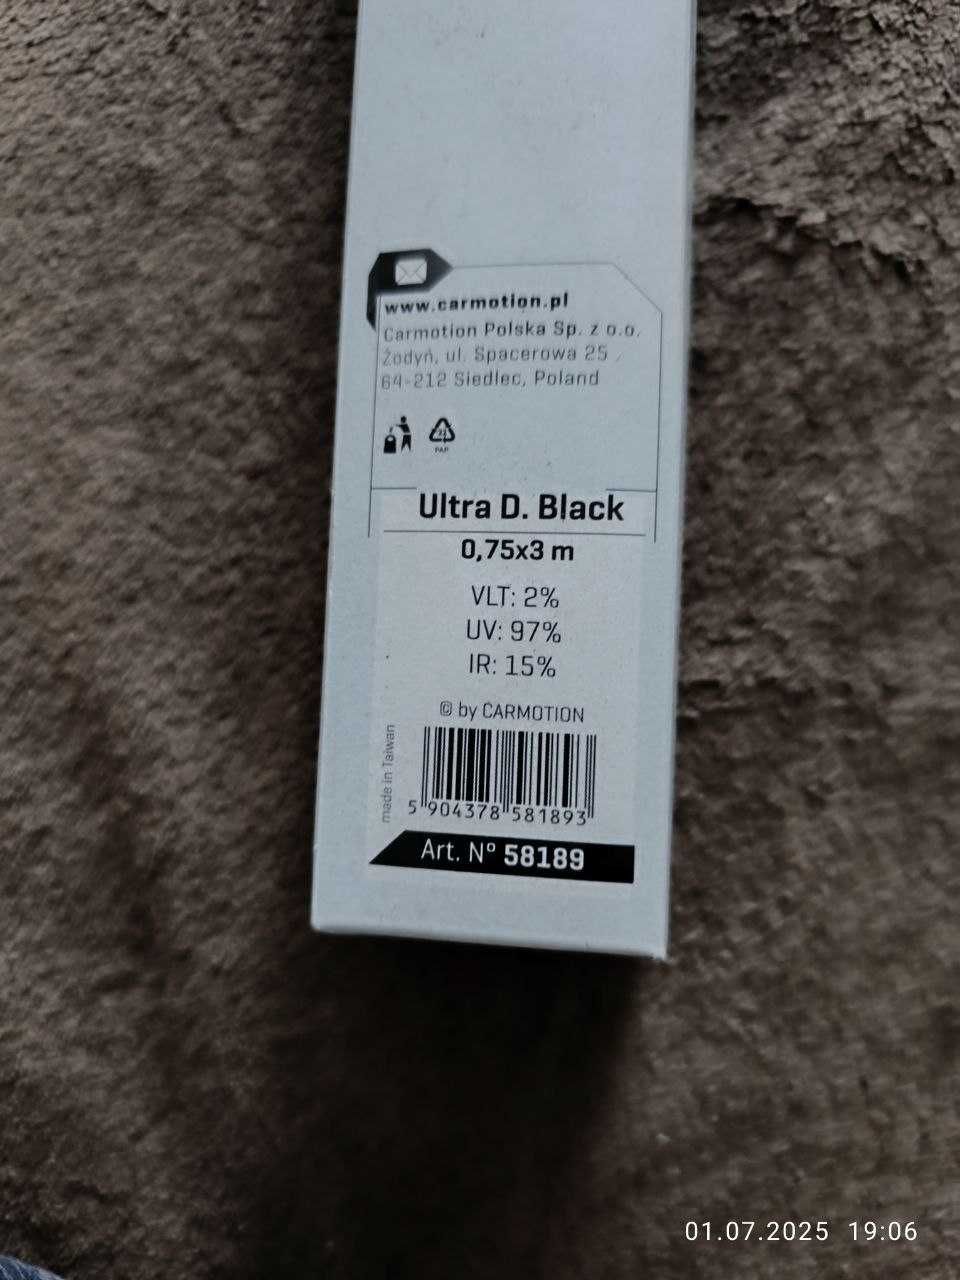 www.carmotion.pl
Carmotion Polska Sp. z o.o.
Żodyń, ul. Spacerowa 25
64-212 Siedlec, Poland
PAP
Ultra D. Black
0,75x3 m
VLT: 2%
UV: 97%
IR: 15%
© by CARMOTION
made in Taiwan
5 904378 581893
Art. N° 58189
01.07.2025 19:06